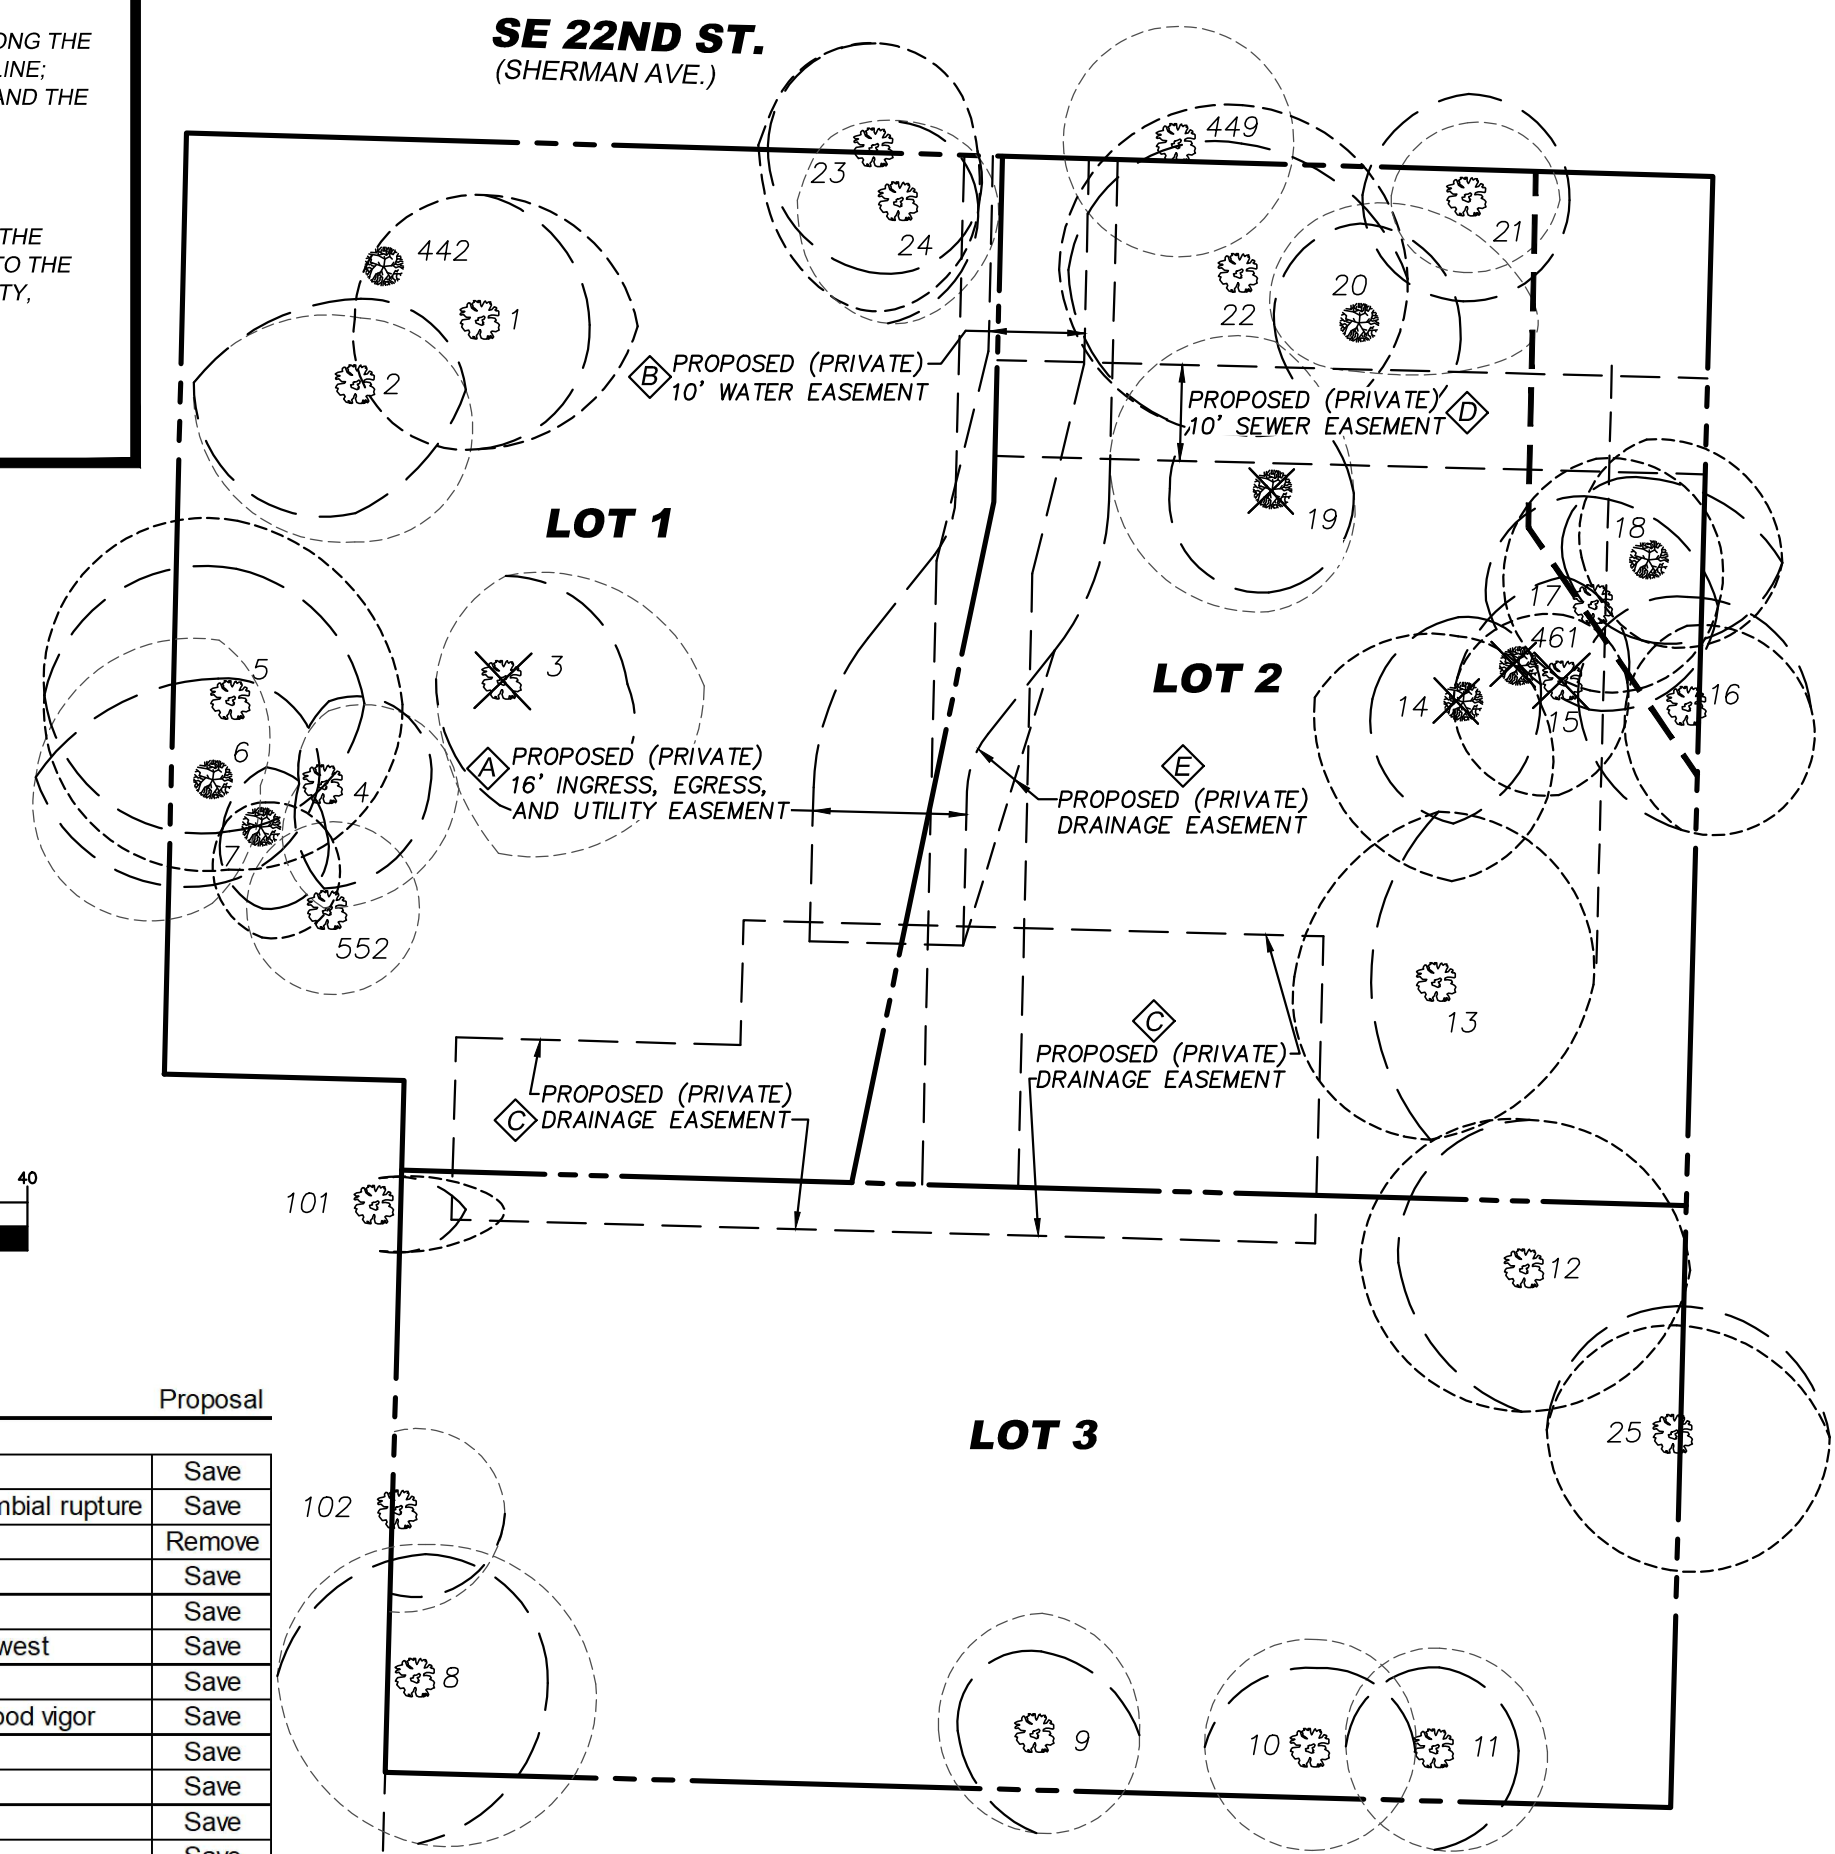 ONG THE
LINE;
AND THE
THE
TO THE
TY,
SE 22ND ST.
(SHERMAN AVE.)
449
23
24
21
442
1
22
20
2
B PROPOSED (PRIVATE)
10' WATER EASEMENT
PROPOSED (PRIVATE) D
10' SEWER EASEMENT
LOT 1
19
18
17
461
5
3
LOT 2
14
15
16
6
4
7
A PROPOSED (PRIVATE)
16' INGRESS, EGRESS,
AND UTILITY EASEMENT
E
PROPOSED (PRIVATE)
DRAINAGE EASEMENT
552
13
C
PROPOSED (PRIVATE)
DRAINAGE EASEMENT
PROPOSED (PRIVATE)
C DRAINAGE EASEMENT
40
101
12
LOT 3
25
102
8
9
10
11
Proposal
Save
mbial rupture Save
Remove
Save
Save
west Save
Save
ood vigor Save
Save
Save
Save
Save